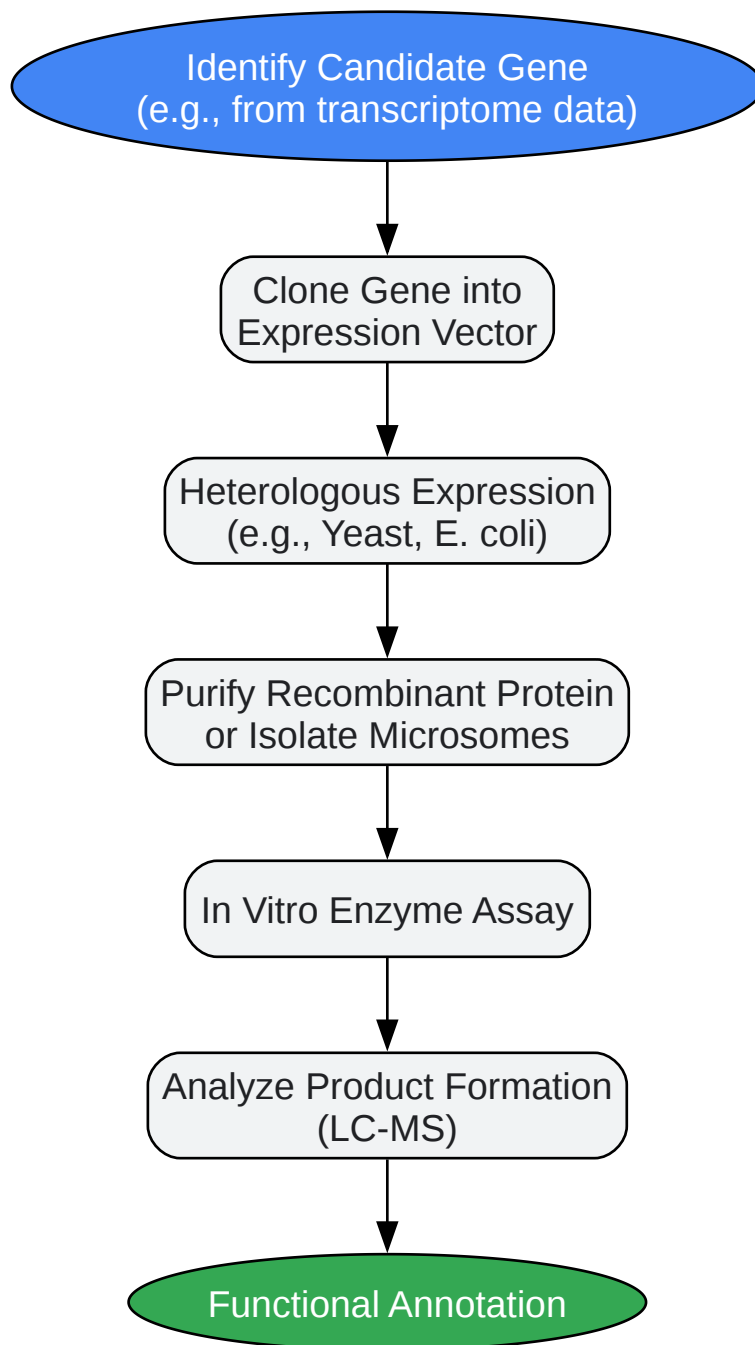 Identify Candidate Gene
(e.g., from transcriptome data)
Clone Gene into
Expression Vector
Heterologous Expression
(e.g., Yeast, E. coli)
Purify Recombinant Protein
or Isolate Microsomes
In Vitro Enzyme Assay
Analyze Product Formation
(LC-MS)
Functional Annotation